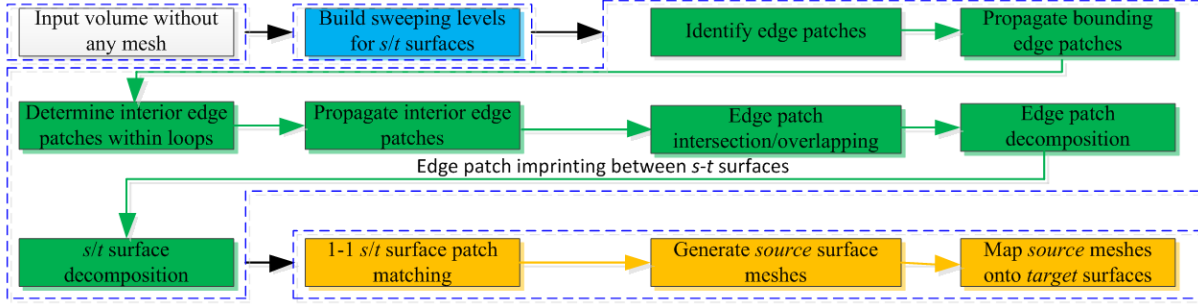 Input volume without
any mesh
Build sweeping levels
for s/t surfaces
Identify edge patches
Propagate bounding
edge patches
Determine interior edge
patches within loops
Propagate interior edge
patches
Edge patch
intersection/overlapping
Edge patch
decomposition
Edge patch imprinting between s-t surfaces
s/t surface
decomposition
1-1 s/t surface patch
matching
Generate source surface
meshes
Map source meshes
onto target surfaces